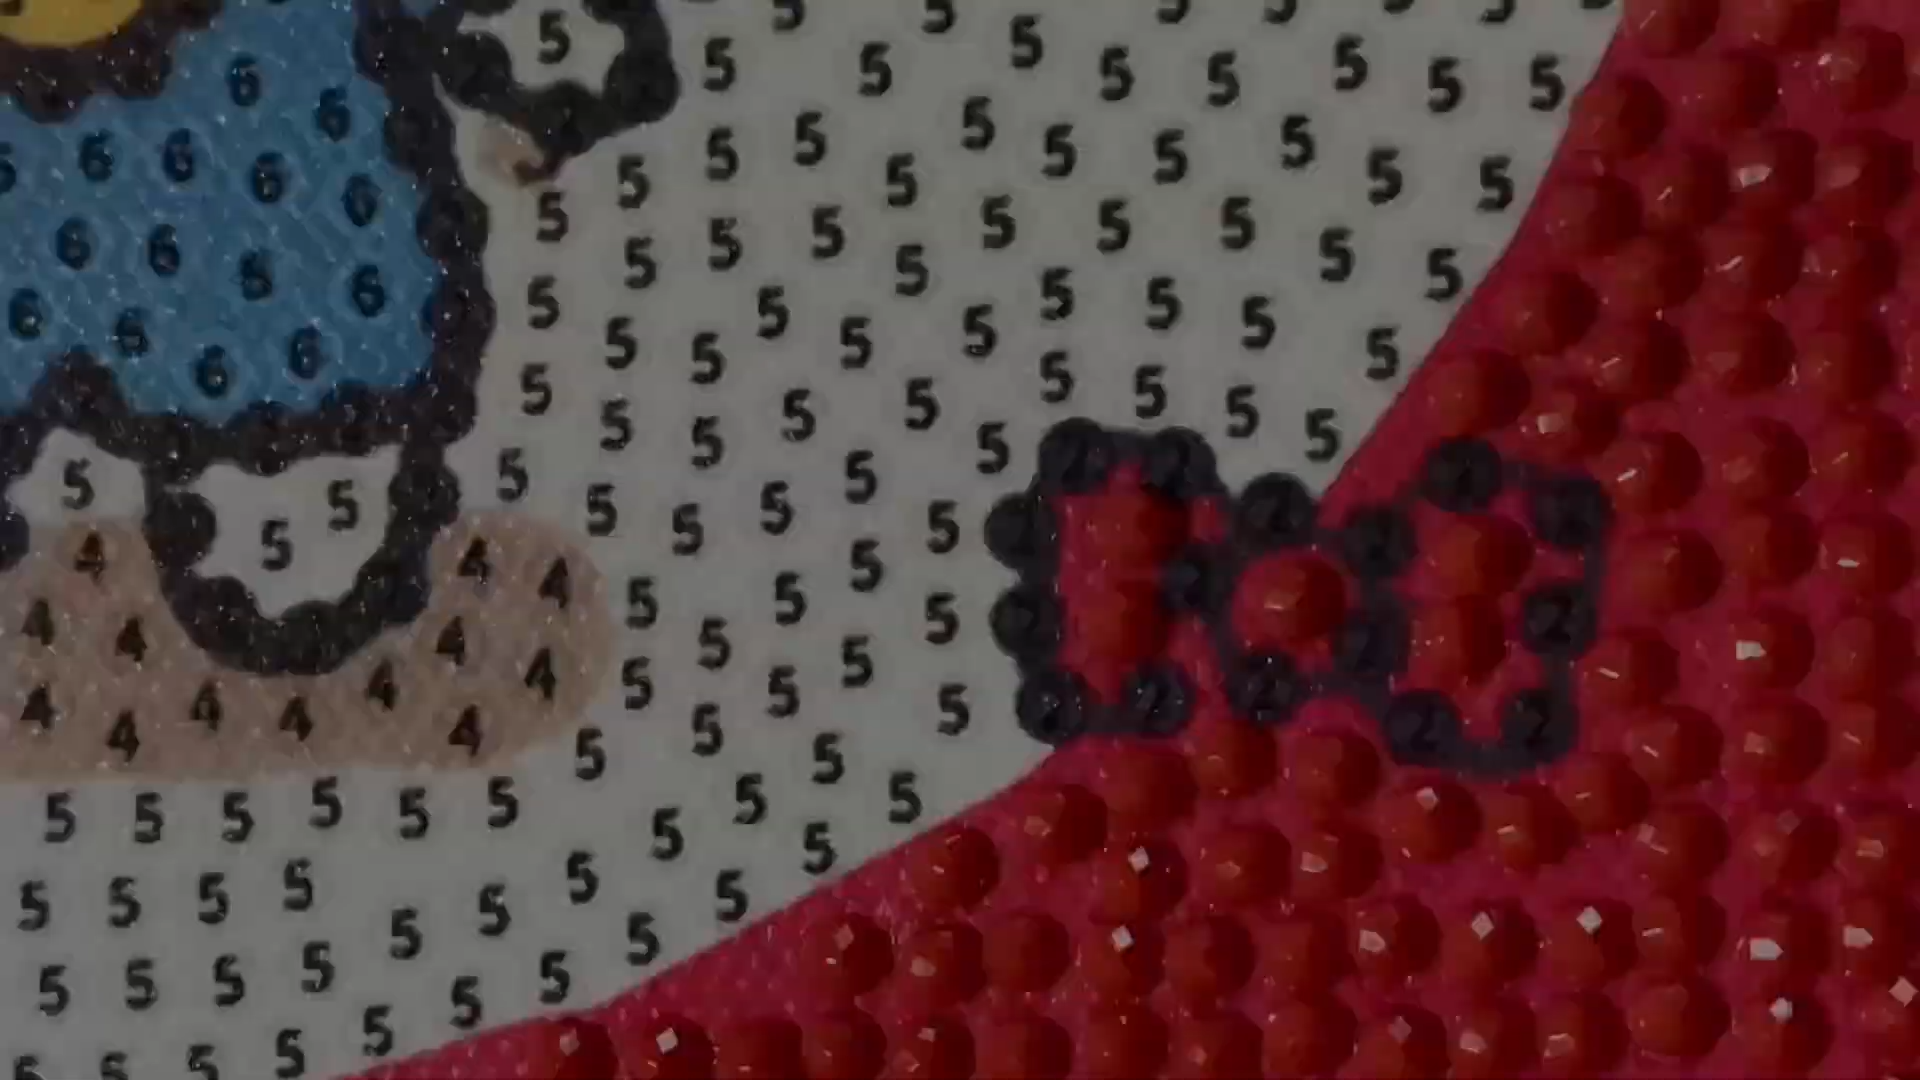 5 5 5 5 5 5 5
5 5 5 5 5 5 5 5 5
6 6 5 5 5 5 5
6 6 6 6 5 5 5 5 5 5 5
6 6 6 6 5 5 5 5 5 5 5
6 6 6 6 5 5 5 5 5 5 5 5
6 6 5 5 5 5 5 5 5 5
5 5 5 5 5 5 5 5
5 5 5 5 5 5 2 2
5 5 5 5 5 5 5 2 2 2
4 4 4 5 2
4 4 4 5 5 5 2 2 2
4 4 4 4 4 5 5 5 2 2 2
4 4 5 5 5 2 2
5 5 5 5 5 5 5 5 5
5 5 5 5 5 5 5 5 5
5 5 5 5 5 5
5 5 5 5 5 5
5 5 5 5 5